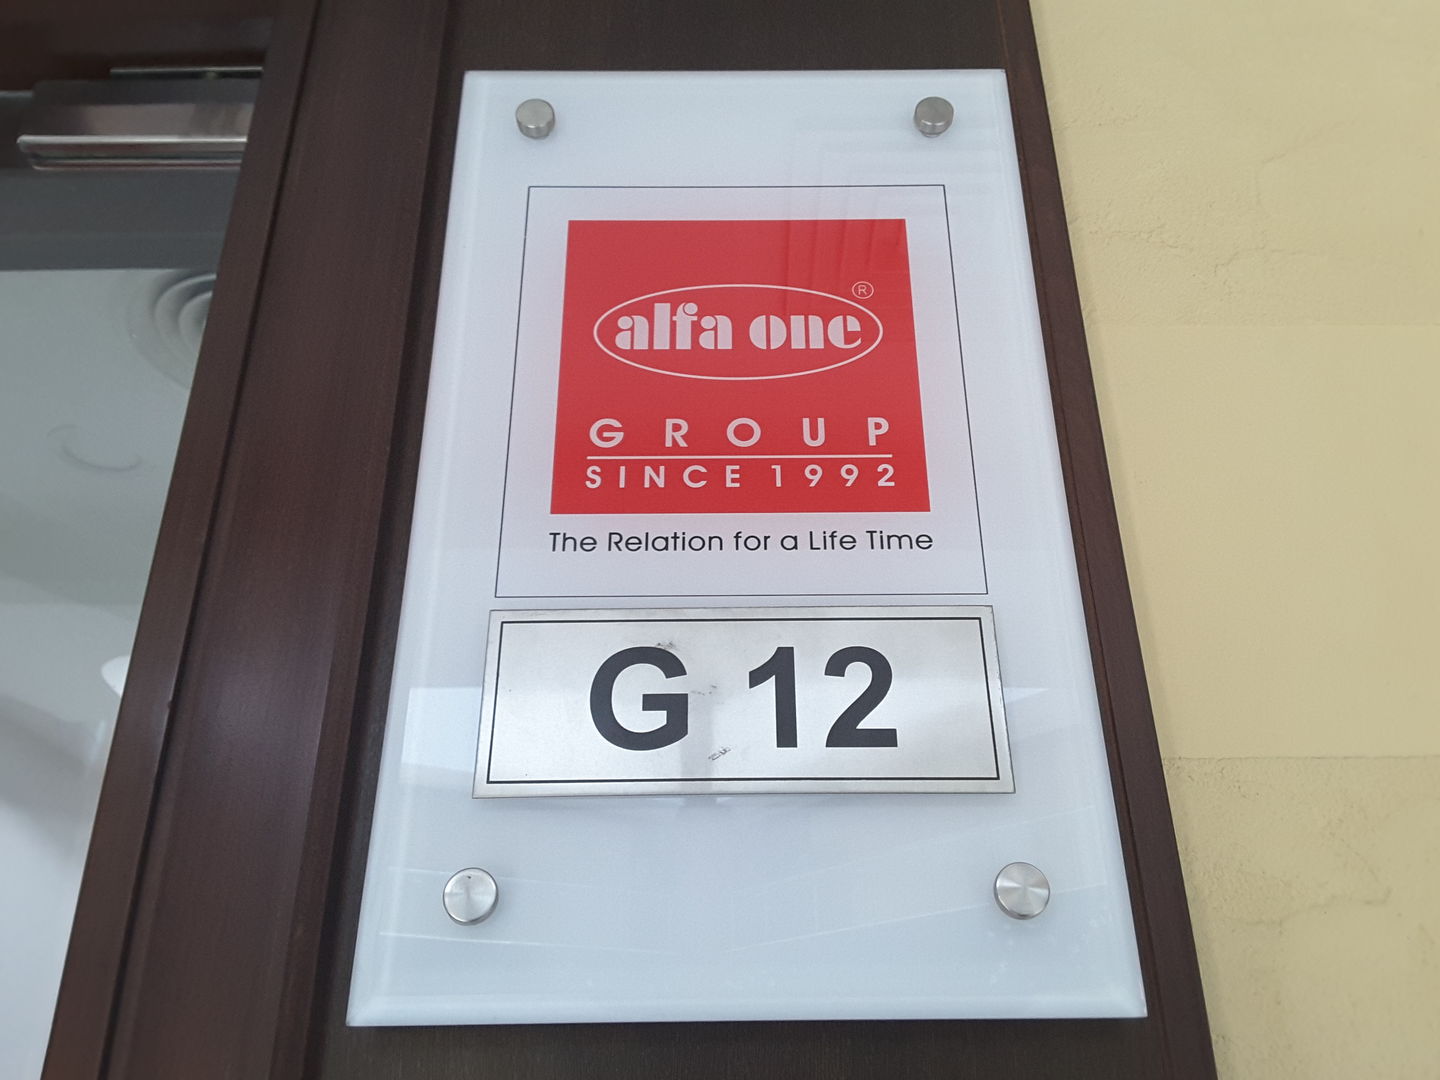 alfa one ®
GROUP
SINCE 1992
The Relation for a Life Time
G 12